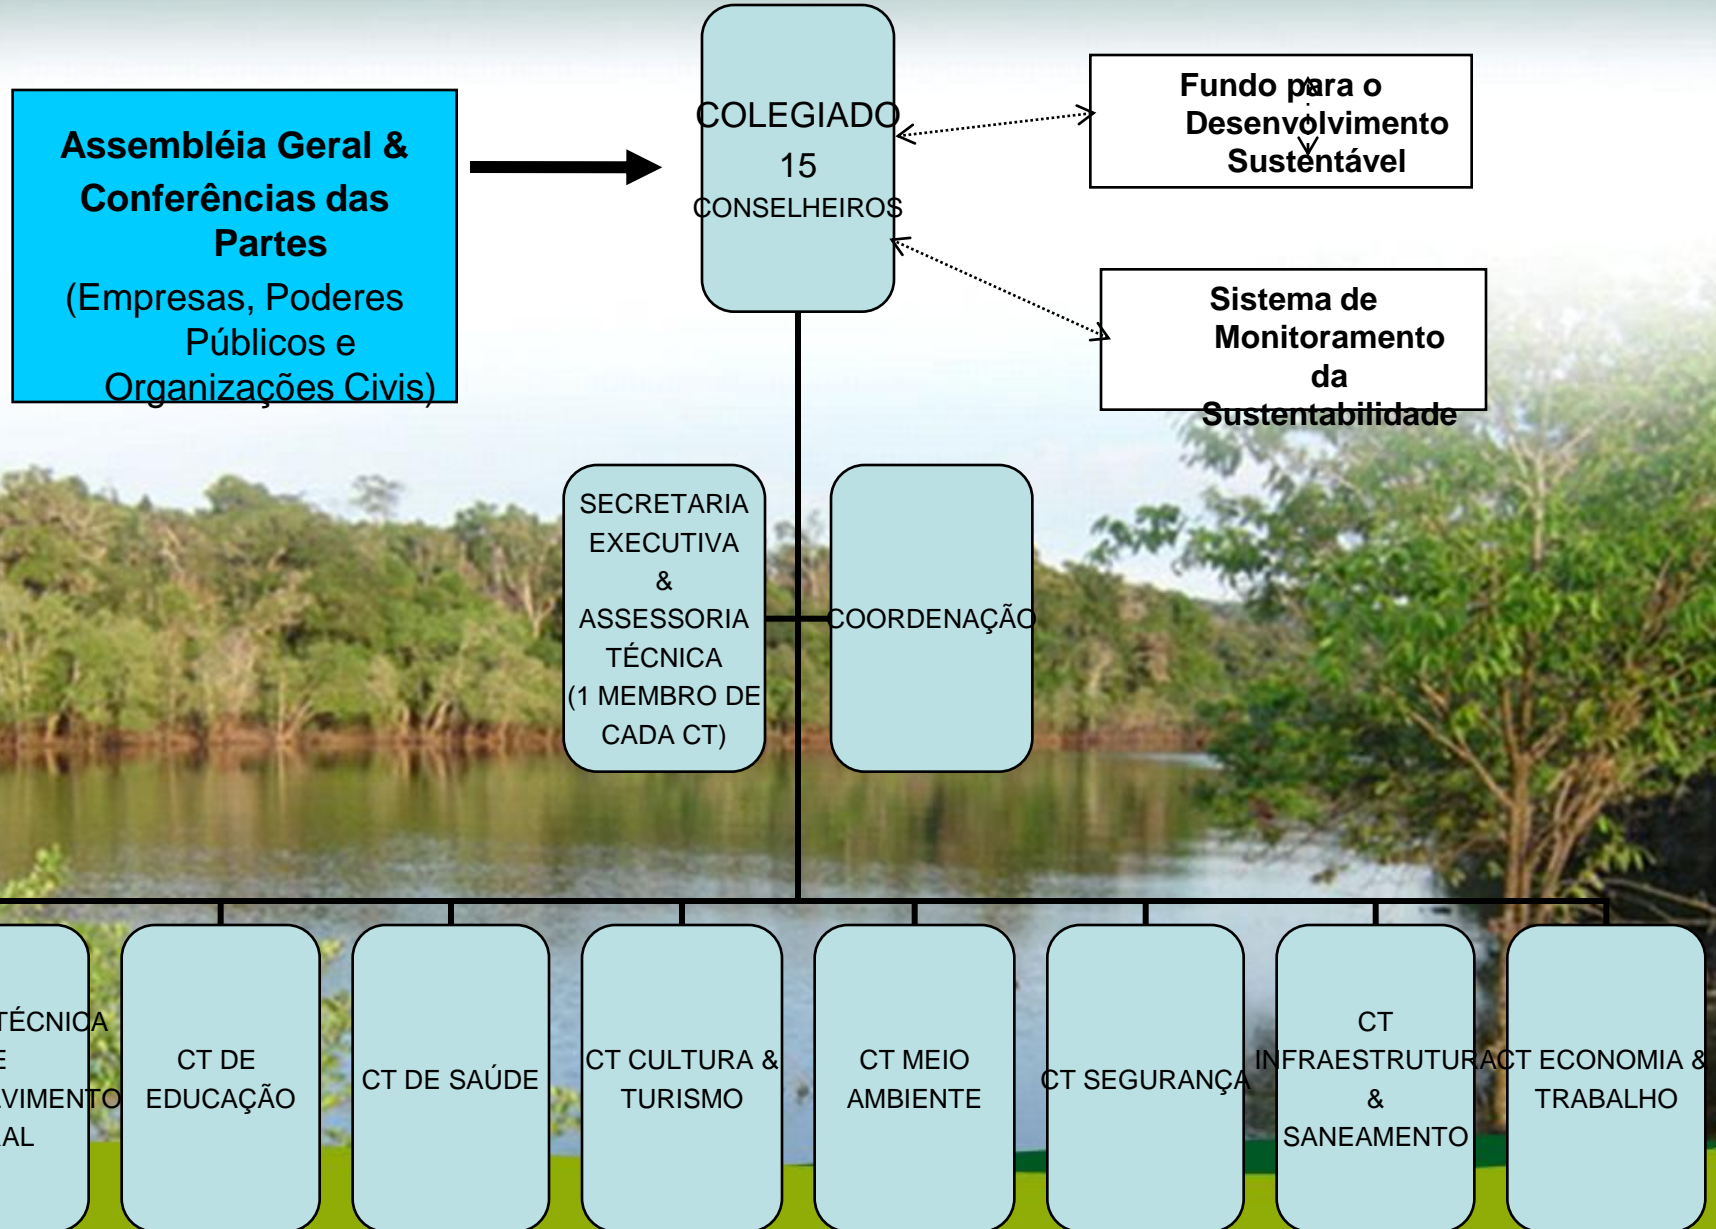 Assembléia Geral &
Conferências das
Partes
(Empresas, Poderes
Públicos e
Organizações Civis)
COLEGIADO
15
CONSELHEIROS
Fundo para o
Desenvolvimento
Sustentável
Sistema de
Monitoramento
da
Sustentabilidade
SECRETARIA
EXECUTIVA
&
ASSESSORIA
TÉCNICA
(1 MEMBRO DE
CADA CT)
COORDENAÇÃO
TÉCNICA
CT DE
EDUCAÇÃO
CT DE SAÚDE
CT CULTURA &
TURISMO
CT MEIO
AMBIENTE
CT SEGURANÇA
CT
INFRAESTRUTURA
&
SANEAMENTO
CT ECONOMIA &
TRABALHO